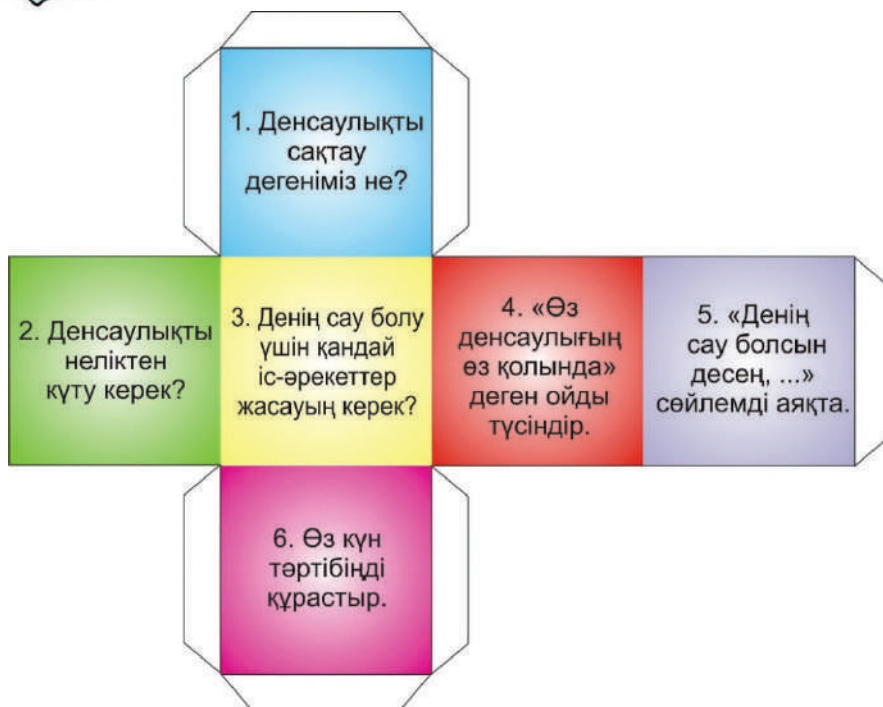 1. Денсаулықты
сақтау
дегеніміз не?
2. Денсаулықты
неліктен
күту керек?
3. Денің сау болу
үшін қандай
іс-әрекеттер
жасауың керек?
4. «Өз
денсаулығың
өз қолында»
деген ойды
түсіндір.
5. «Денің
сау болсын
десең, ...»
сөйлемді аяқта.
6. Өз күн
тәртібіңді
құрастыр.